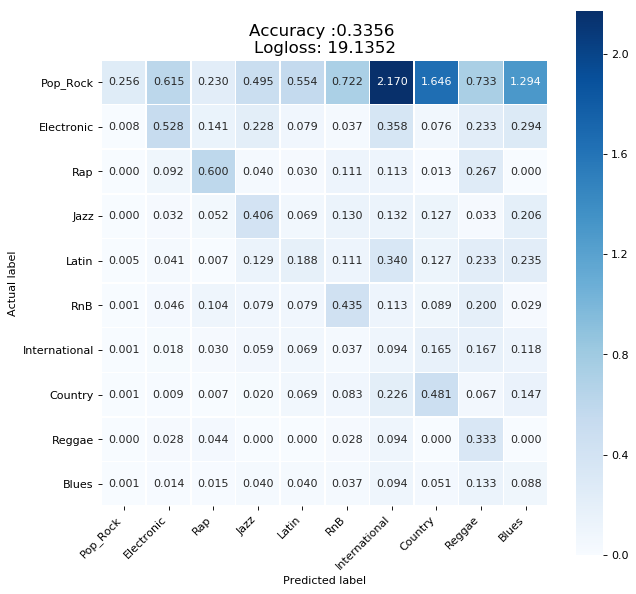 Accuracy :0.3356
Logloss: 19.1352
Pop_Rock 0.256 0.615 0.230 0.495 0.554 0.722 2.170 1.646 0.733 1.294
Electronic 0.008 0.528 0.141 0.228 0.079 0.037 0.358 0.076 0.233 0.294
Rap 0.000 0.092 0.600 0.040 0.030 0.111 0.113 0.013 0.267 0.000
Jazz 0.000 0.032 0.052 0.406 0.069 0.130 0.132 0.127 0.033 0.206
Latin 0.005 0.041 0.007 0.129 0.188 0.111 0.340 0.127 0.233 0.235
RnB 0.001 0.046 0.104 0.079 0.079 0.435 0.113 0.089 0.200 0.029
International 0.001 0.018 0.030 0.059 0.069 0.037 0.094 0.165 0.167 0.118
Country 0.001 0.009 0.007 0.020 0.069 0.083 0.226 0.481 0.067 0.147
Reggae 0.000 0.028 0.044 0.000 0.000 0.028 0.094 0.000 0.333 0.000
Blues 0.001 0.014 0.015 0.040 0.040 0.037 0.094 0.051 0.133 0.088
Pop_Rock Electronic Rap Jazz Latin RnB International Country Reggae Blues
Predicted label
Actual label
2.0
1.6
1.2
0.8
0.4
0.0